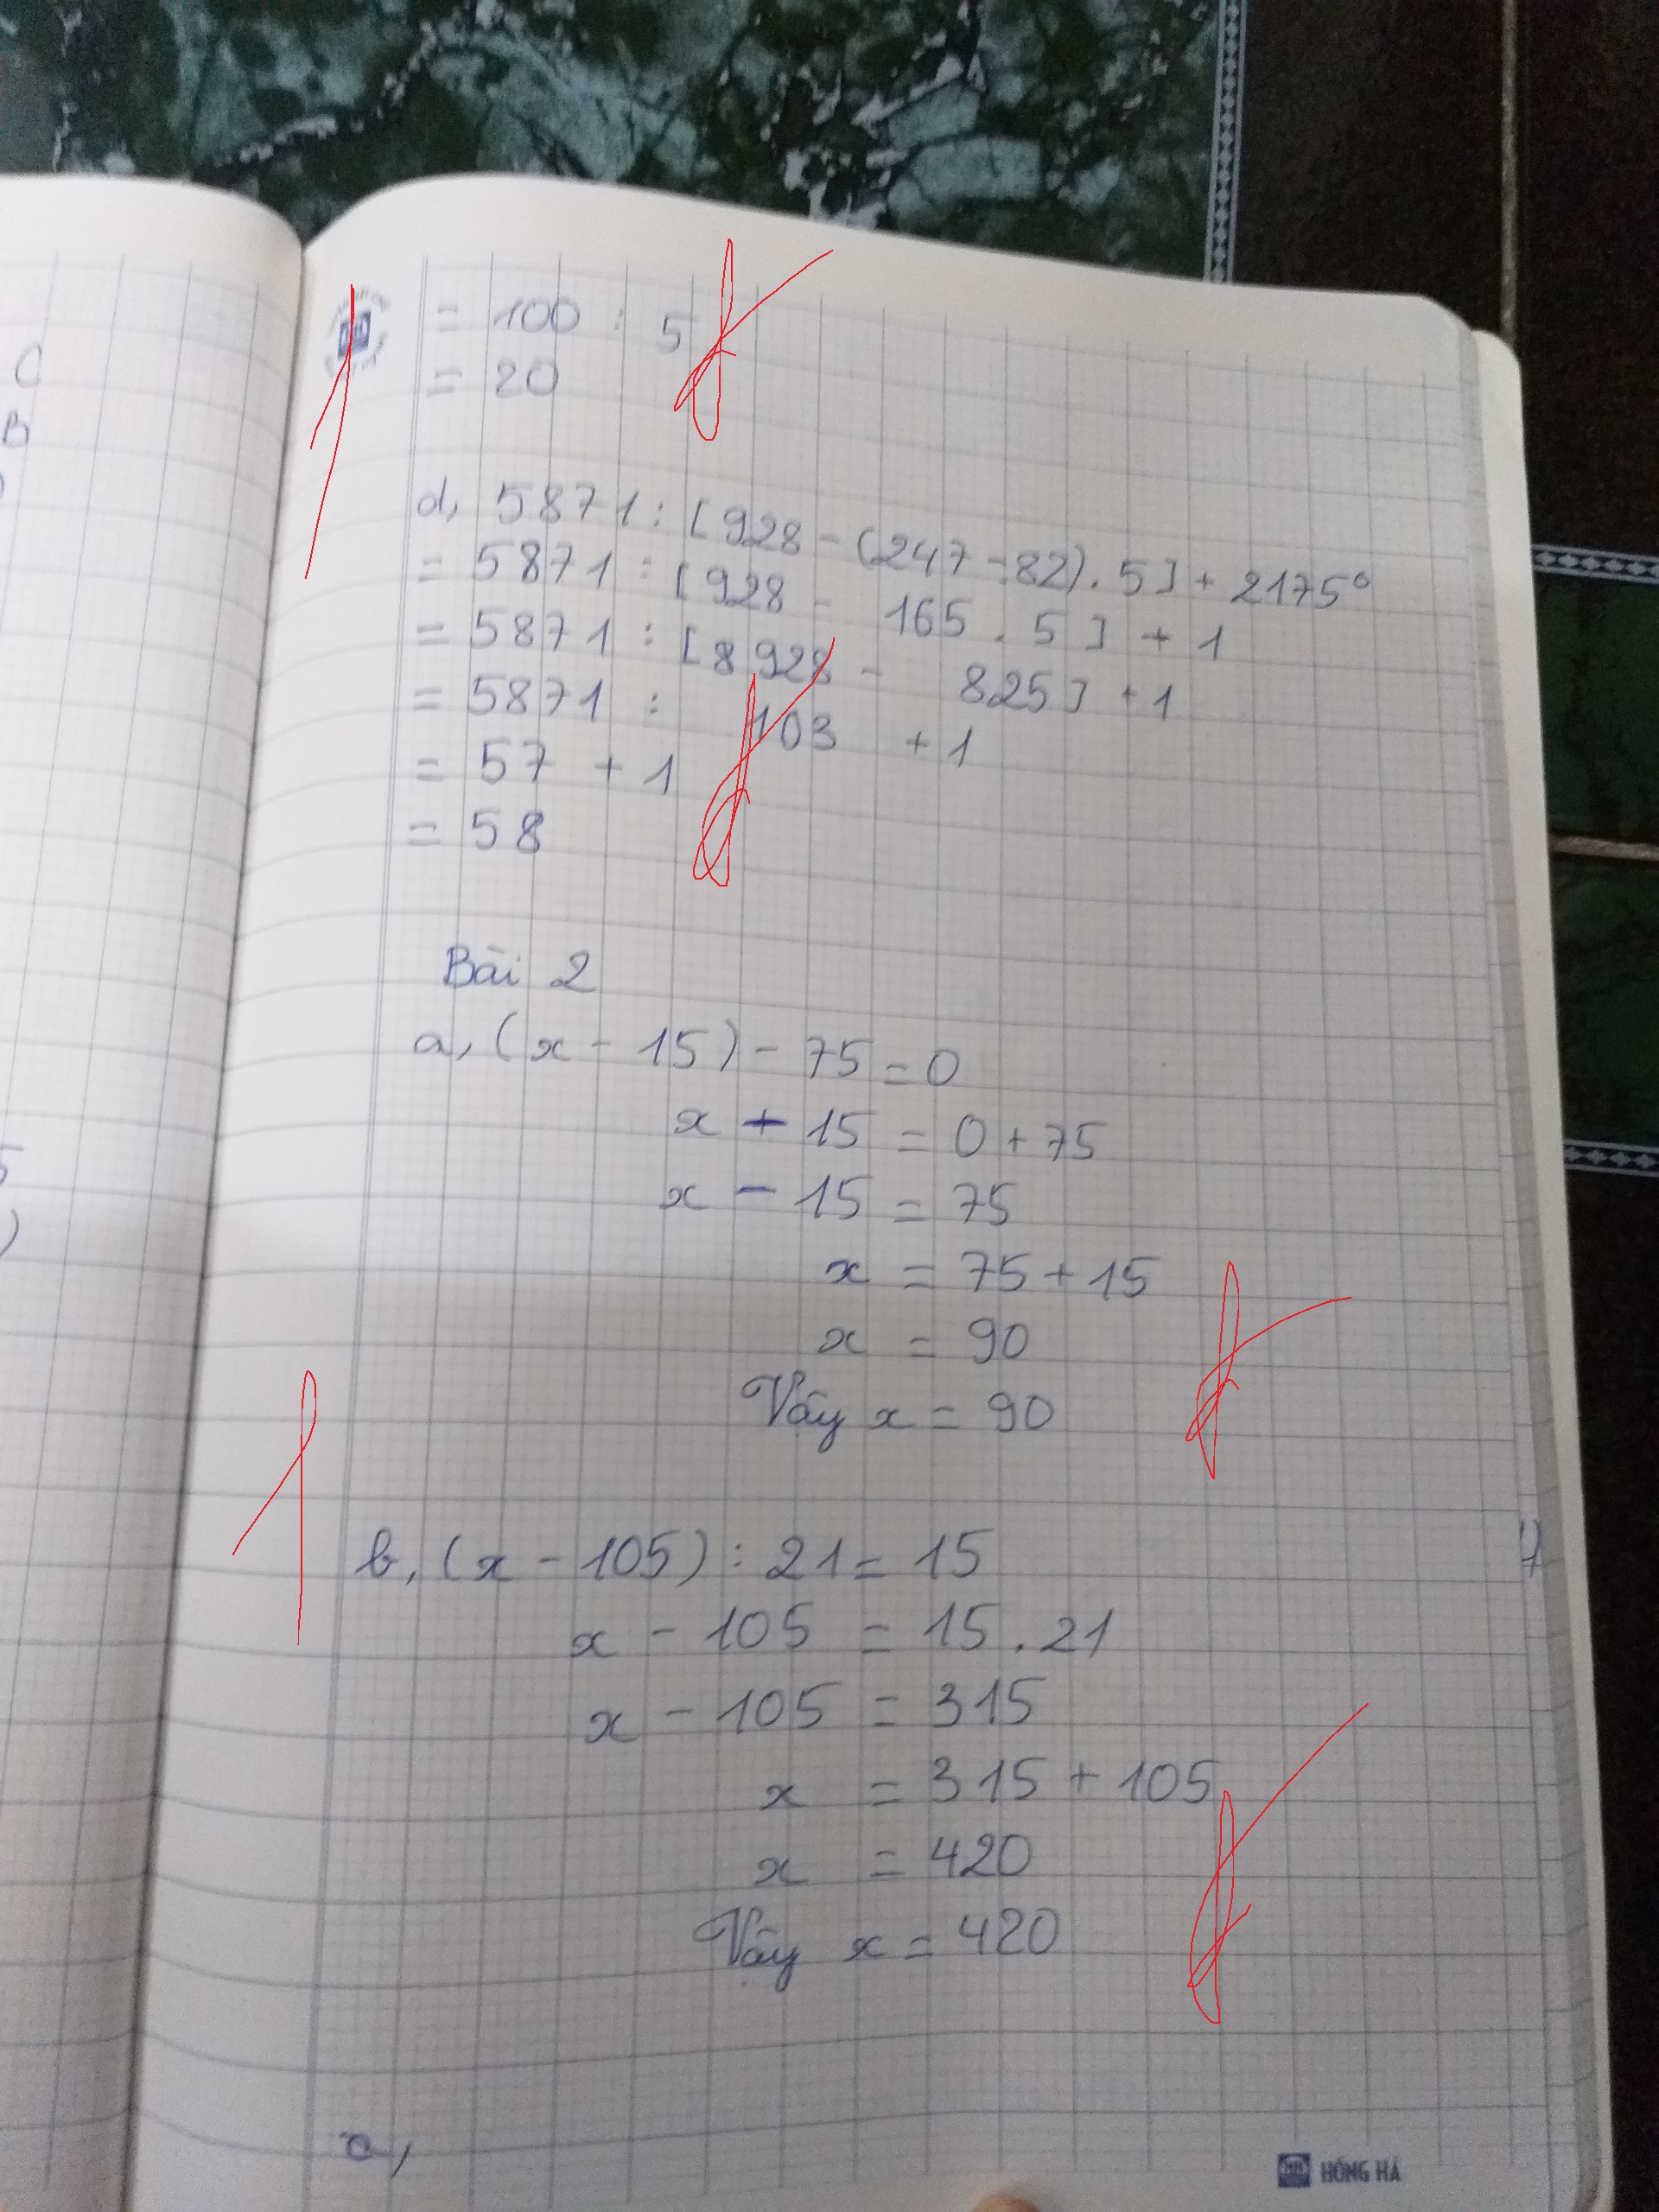 C
B
= 100 : 5
= 20
d, 5871 : [928 - (247 - 82) . 5] + 2175⁰
= 5871 : [928 - 165 . 5] + 1
= 5871 : [8 928 - 825] + 1
= 5871 : 103 + 1
= 57 + 1
= 58
Bài 2
a, (x - 15) - 75 = 0
x - 15 = 0 + 75
x - 15 = 75
x = 75 + 15
x = 90
Vậy x = 90
1
b, (x - 105) : 21 = 15
x - 105 = 15 . 21
x - 105 = 315
x = 315 + 105
x = 420
Vậy x = 420
c,
HỒNG HÀ